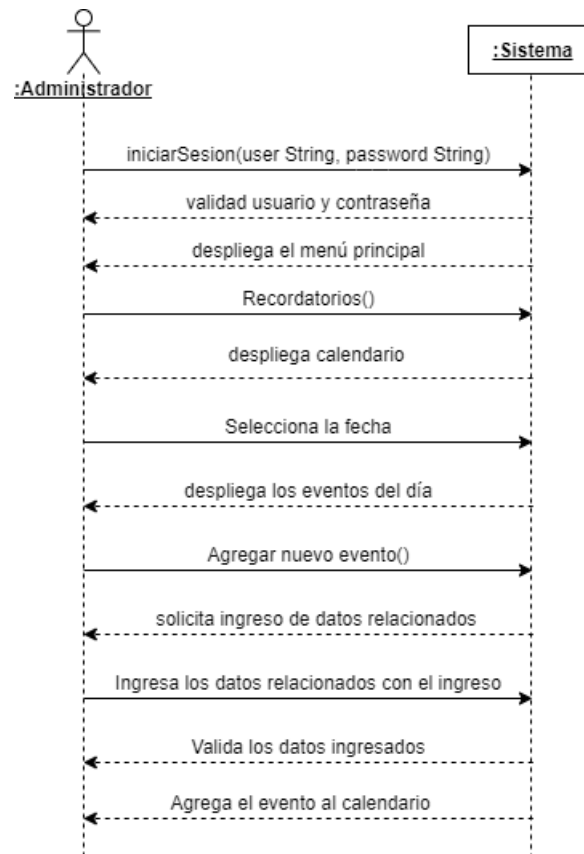 :Sistema
:Administrador
iniciarSesion(user String, password String)
validad usuario y contraseña
despliega el menú principal
Recordatorios()
despliega calendario
Selecciona la fecha
despliega los eventos del día
Agregar nuevo evento()
solicita ingreso de datos relacionados
Ingresa los datos relacionados con el ingreso
Valida los datos ingresados
Agrega el evento al calendario